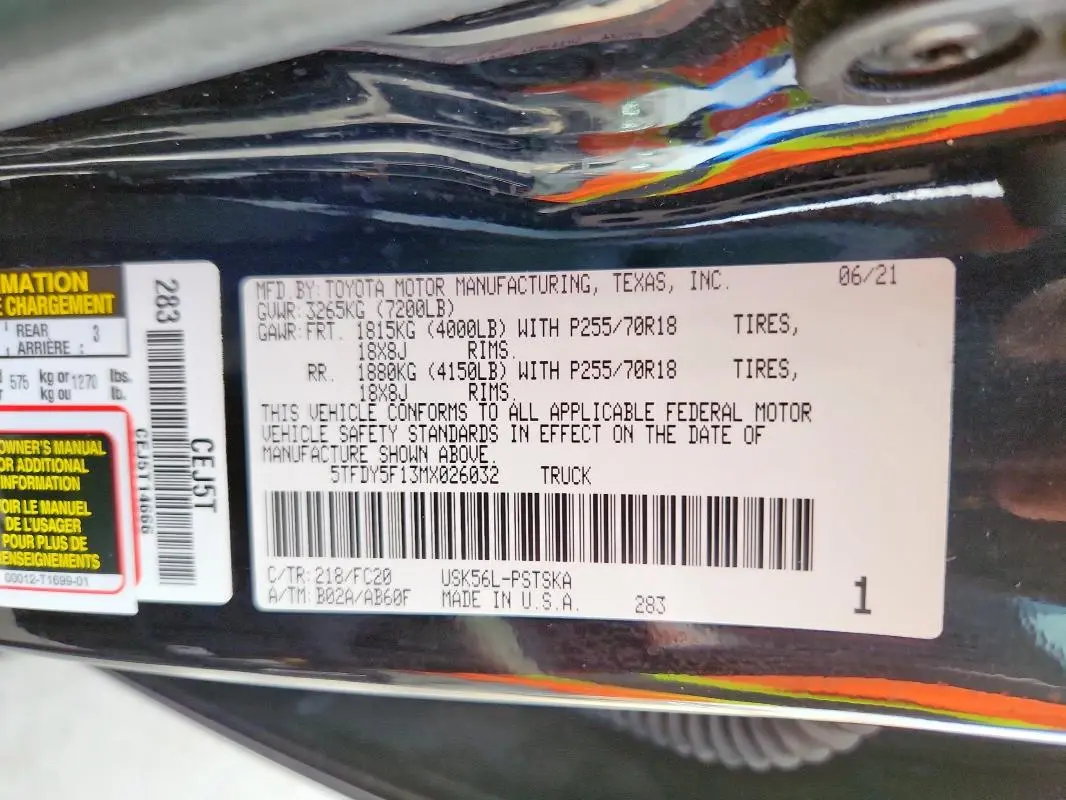 MATION
E CHARGEMENT
REAR 3
ARRIÈRE :
575 kg or 1270 lbs.
kg ou lb.
OWNER'S MANUAL
OR ADDITIONAL
INFORMATION
OIR LE MANUEL
DE L'USAGER
POUR PLUS DE
RENSEIGNEMENTS
00012-T1699-01
283
CEJ5T
CEJ5T14666
MFD.BY:TOYOTA MOTOR MANUFACTURING, TEXAS, INC. 06/21
GVWR:3265KG (7200LB)
GAWR:FRT. 1815KG (4000LB) WITH P255/70R18 TIRES,
18X8J RIMS.
RR. 1880KG (4150LB) WITH P255/70R18 TIRES,
18X8J RIMS.
THIS VEHICLE CONFORMS TO ALL APPLICABLE FEDERAL MOTOR
VEHICLE SAFETY STANDARDS IN EFFECT ON THE DATE OF
MANUFACTURE SHOWN ABOVE.
5TFDY5F13MX026032 TRUCK
C/TR:218/FC20 USK56L-PSTSKA
A/TM:B02A/AB60F MADE IN U.S.A. 283 1